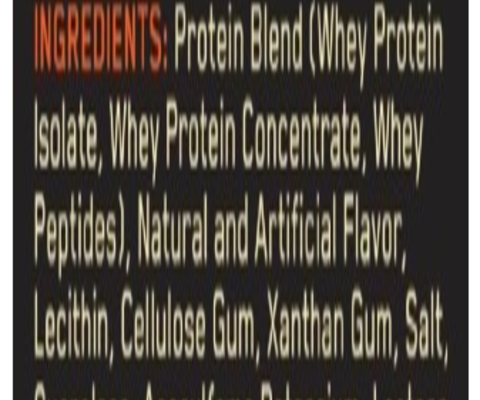 INGREDIENTS: Protein Blend (Whey Protein
Isolate, Whey Protein Concentrate, Whey
Peptides), Natural and Artificial Flavor,
Lecithin, Cellulose Gum, Xanthan Gum, Salt,